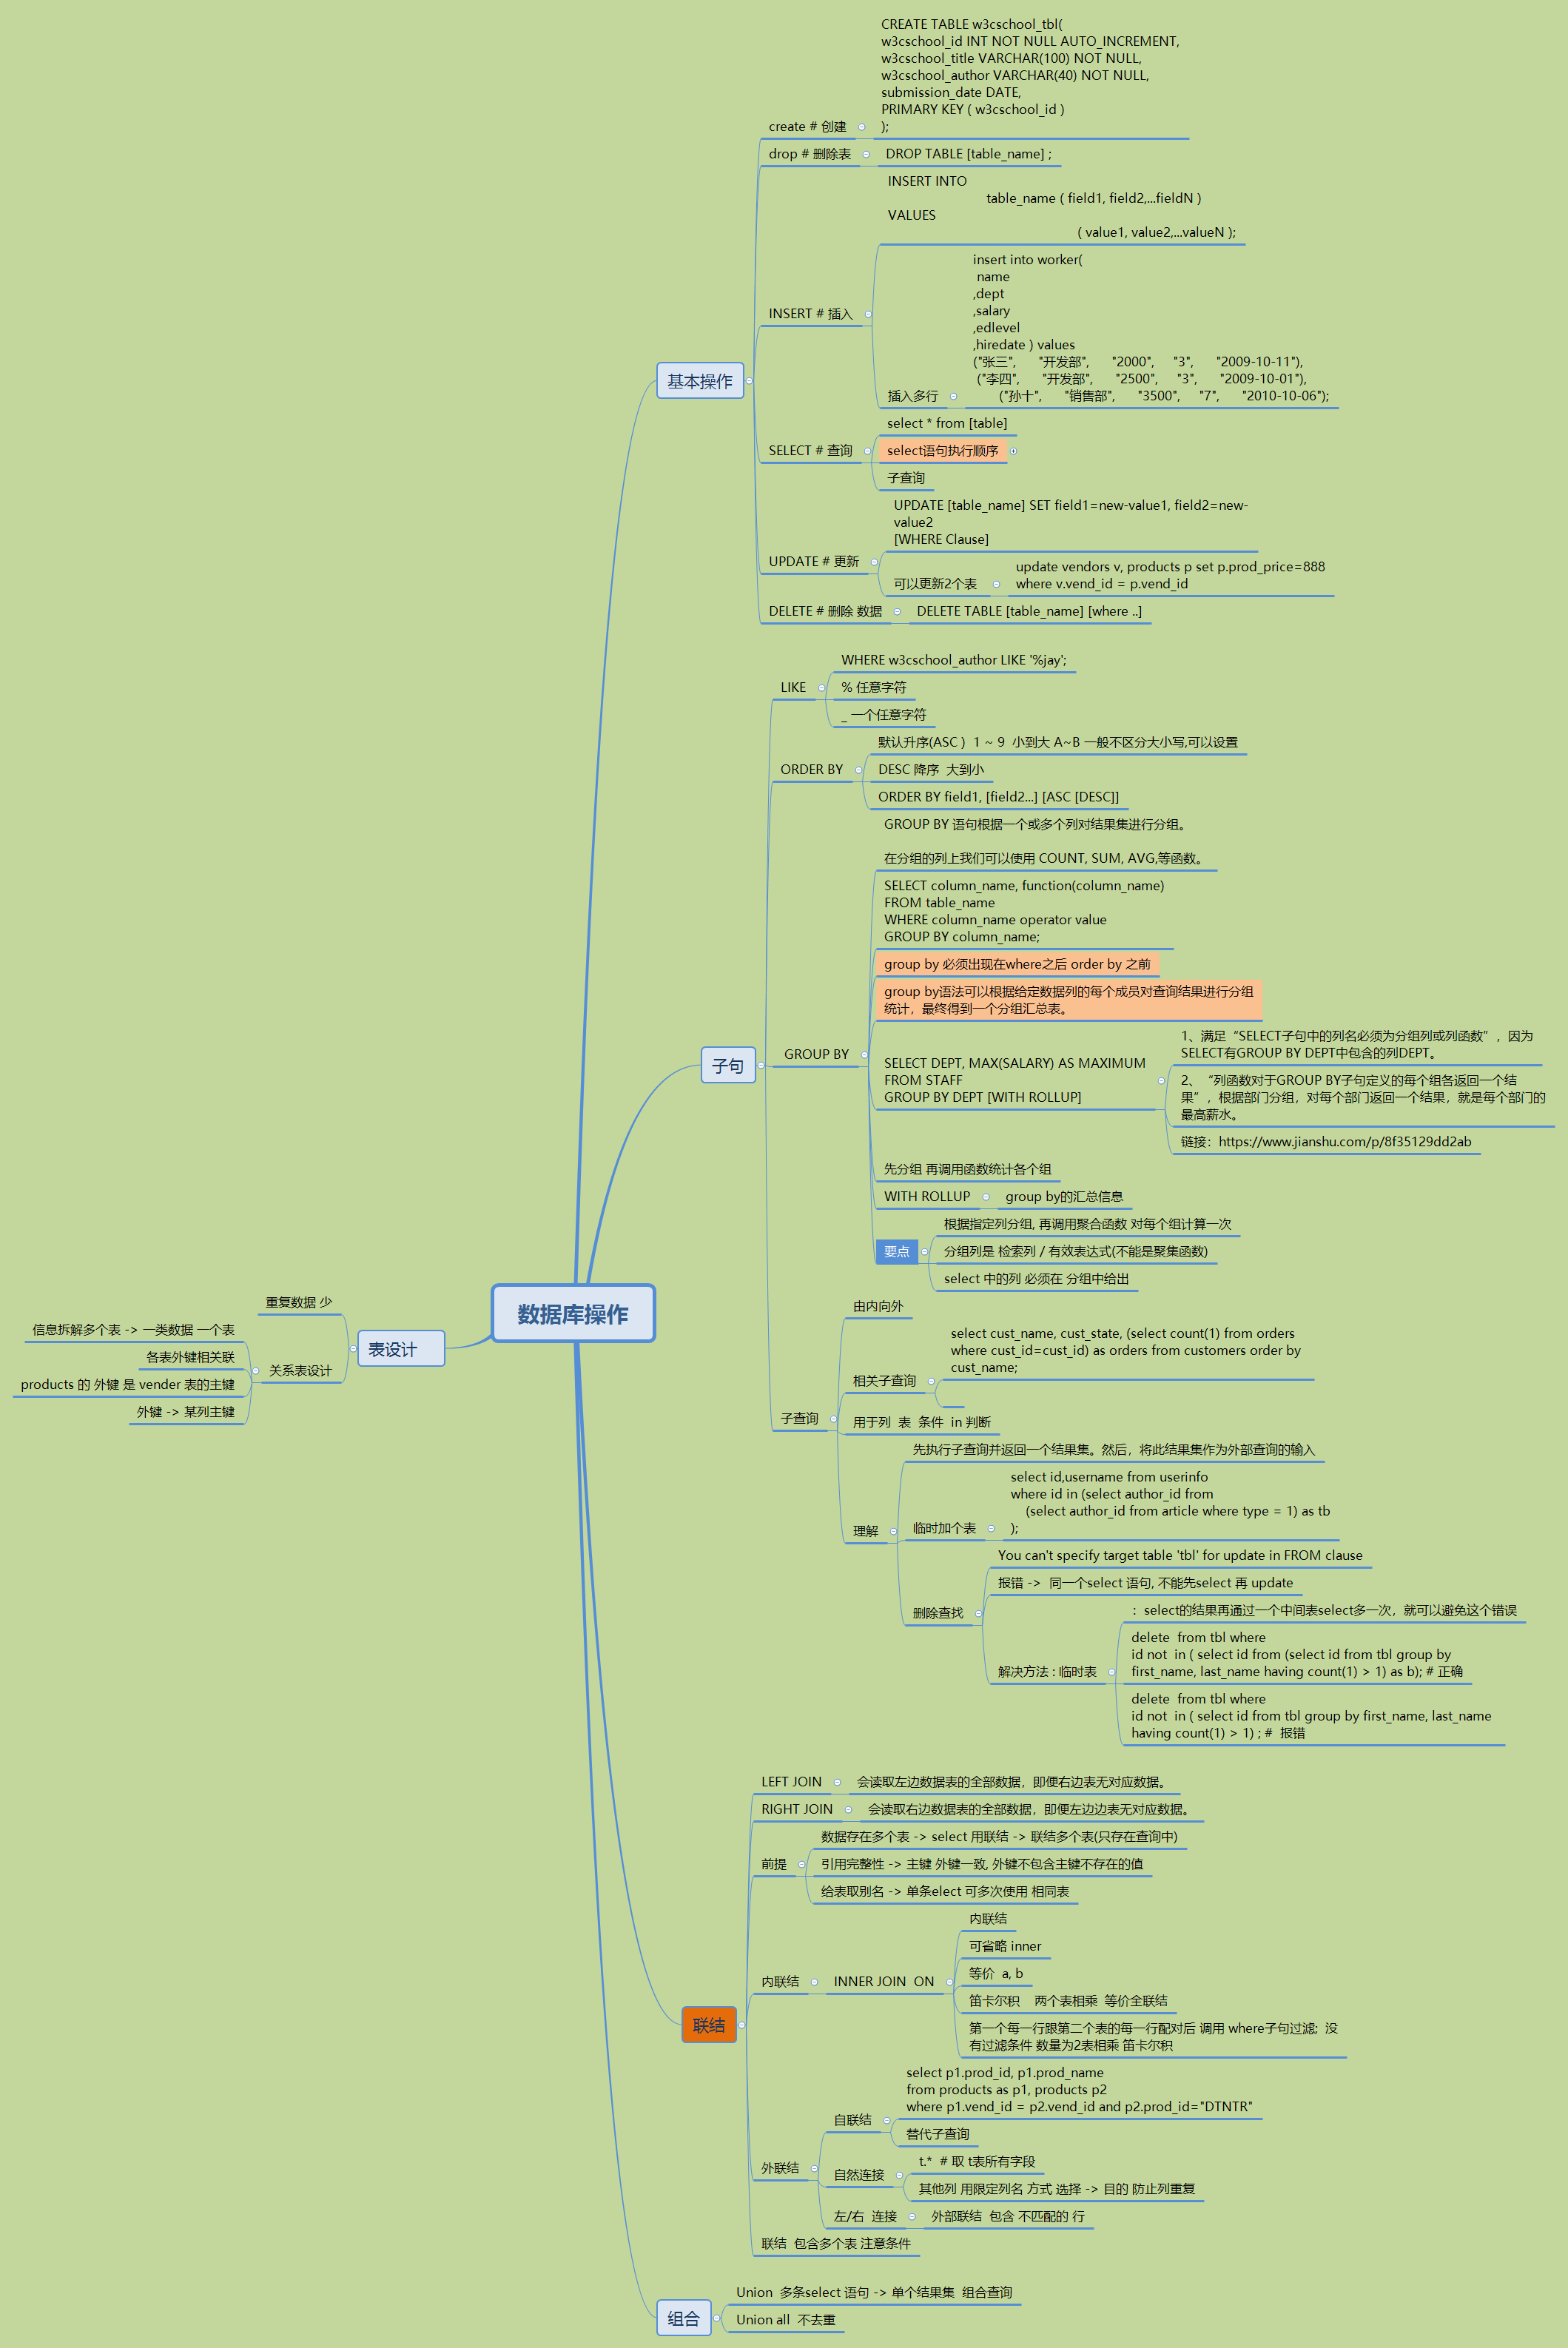 数据库操作
基本操作
create # 创建
CREATE TABLE w3cschool_tbl(
w3cschool_id INT NOT NULL AUTO_INCREMENT,
w3cschool_title VARCHAR(100) NOT NULL,
w3cschool_author VARCHAR(40) NOT NULL,
submission_date DATE,
PRIMARY KEY ( w3cschool_id )
);
drop # 删除表
DROP TABLE [table_name] ;
INSERT # 插入
INSERT INTO
table_name ( field1, field2,...fieldN )
VALUES
( value1, value2,...valueN );
插入多行
insert into worker(
name
,dept
,salary
,edlevel
,hiredate ) values
("张三", "开发部", "2000", "3", "2009-10-11"),
("李四", "开发部", "2500", "3", "2009-10-01"),
("孙十", "销售部", "3500", "7", "2010-10-06");
SELECT # 查询
select * from [table]
select语句执行顺序
子查询
UPDATE # 更新
UPDATE [table_name] SET field1=new-value1, field2=new-
value2
[WHERE Clause]
可以更新2个表
update vendors v, products p set p.prod_price=888
where v.vend_id = p.vend_id
DELETE # 删除 数据
DELETE TABLE [table_name] [where ..]
子句
LIKE
WHERE w3cschool_author LIKE '%jay';
% 任意字符
_ 一个任意字符
ORDER BY
默认升序(ASC ) 1 ~ 9 小到大 A~B 一般不区分大小写,可以设置
DESC 降序 大到小
ORDER BY field1, [field2...] [ASC [DESC]]
GROUP BY
GROUP BY 语句根据一个或多个列对结果集进行分组。
在分组的列上我们可以使用 COUNT, SUM, AVG,等函数。
SELECT column_name, function(column_name)
FROM table_name
WHERE column_name operator value
GROUP BY column_name;
group by 必须出现在where之后 order by 之前
group by语法可以根据给定数据列的每个成员对查询结果进行分组
统计，最终得到一个分组汇总表。
SELECT DEPT, MAX(SALARY) AS MAXIMUM
FROM STAFF
GROUP BY DEPT [WITH ROLLUP]
1、满足“SELECT子句中的列名必须为分组列或列函数”，因为
SELECT有GROUP BY DEPT中包含的列DEPT。
2、“列函数对于GROUP BY子句定义的每个组各返回一个结
果”，根据部门分组，对每个部门返回一个结果，就是每个部门的
最高薪水。
链接：https://www.jianshu.com/p/8f35129dd2ab
先分组 再调用函数统计各个组
WITH ROLLUP
group by的汇总信息
要点
根据指定列分组, 再调用聚合函数 对每个组计算一次
分组列是 检索列 / 有效表达式(不能是聚集函数)
select 中的列 必须在 分组中给出
子查询
由内向外
相关子查询
select cust_name, cust_state, (select count(1) from orders
where cust_id=cust_id) as orders from customers order by
cust_name;
用于列 表 条件 in 判断
理解
先执行子查询并返回一个结果集。然后，将此结果集作为外部查询的输入
临时加个表
select id,username from userinfo
where id in (select author_id from
(select author_id from article where type = 1) as tb
);
删除查找
You can't specify target table 'tbl' for update in FROM clause
报错 -> 同一个select 语句, 不能先select 再 update
解决方法 : 临时表
：select的结果再通过一个中间表select多一次，就可以避免这个错误
delete from tbl where
id not in ( select id from (select id from tbl group by
first_name, last_name having count(1) > 1) as b); # 正确
delete from tbl where
id not in ( select id from tbl group by first_name, last_name
having count(1) > 1) ; # 报错
联结
LEFT JOIN
会读取左边数据表的全部数据，即便右边表无对应数据。
RIGHT JOIN
会读取右边数据表的全部数据，即便左边边表无对应数据。
前提
数据存在多个表 -> select 用联结 -> 联结多个表(只存在查询中)
引用完整性 -> 主键 外键一致, 外键不包含主键不存在的值
给表取别名 -> 单条elect 可多次使用 相同表
内联结
INNER JOIN ON
内联结
可省略 inner
等价 a, b
笛卡尔积 两个表相乘 等价全联结
第一个每一行跟第二个表的每一行配对后 调用 where子句过滤; 没
有过滤条件 数量为2表相乘 笛卡尔积
外联结
自联结
select p1.prod_id, p1.prod_name
from products as p1, products p2
where p1.vend_id = p2.vend_id and p2.prod_id="DTNTR"
替代子查询
自然连接
t.* # 取 t表所有字段
其他列 用限定列名 方式 选择 -> 目的 防止列重复
左/右 连接
外部联结 包含 不匹配的 行
联结 包含多个表 注意条件
组合
Union 多条select 语句 -> 单个结果集 组合查询
Union all 不去重
表设计
重复数据 少
关系表设计
信息拆解多个表 -> 一类数据 一个表
各表外键相关联
products 的 外键 是 vender 表的主键
外键 -> 某列主键